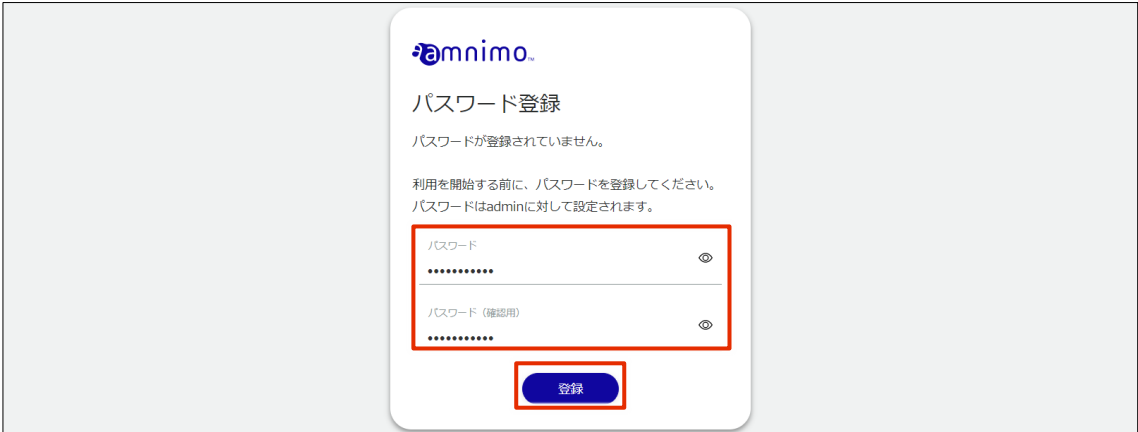 amnimo™
パスワード登録
パスワードが登録されていません。
利用を開始する前に、パスワードを登録してください。
パスワードはadminに対して設定されます。
パスワード
•••••••••••
パスワード（確認用）
•••••••••••
登録